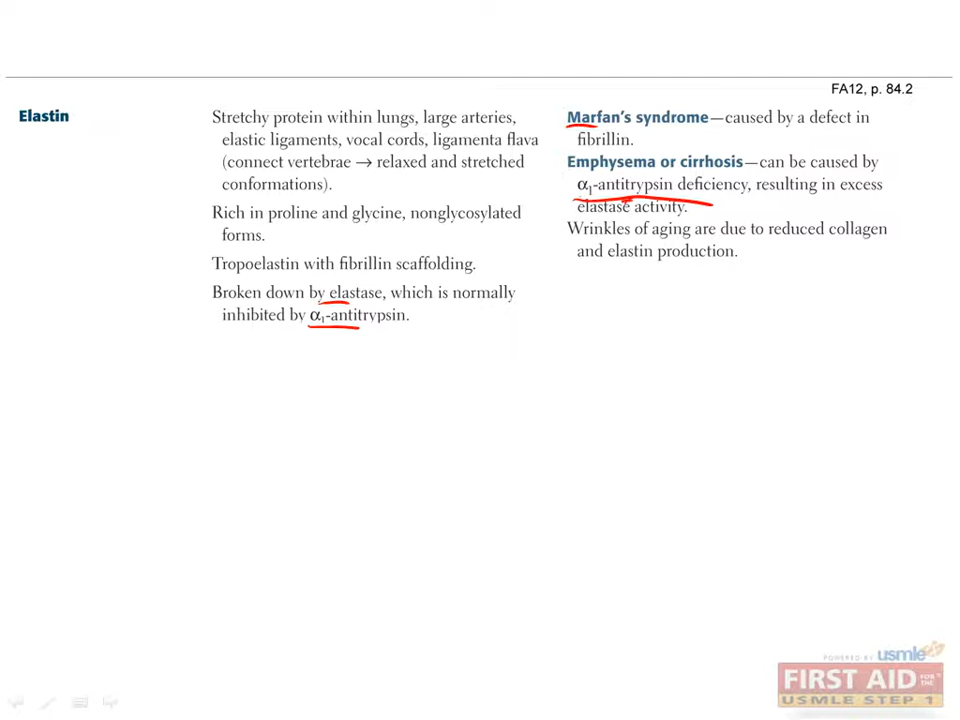 FA12, p. 84.2
Elastin
Stretchy protein within lungs, large arteries,
elastic ligaments, vocal cords, ligamenta flava
(connect vertebrae → relaxed and stretched
conformations).
Rich in proline and glycine, nonglycosylated
forms.
Tropoelastin with fibrillin scaffolding.
Broken down by elastase, which is normally
inhibited by α₁-antitrypsin.
Marfan's syndrome—caused by a defect in
fibrillin.
Emphysema or cirrhosis—can be caused by
α₁-antitrypsin deficiency, resulting in excess
elastase activity.
Wrinkles of aging are due to reduced collagen
and elastin production.
POWERED BY usmle
FIRST AID FOR THE
USMLE STEP 1